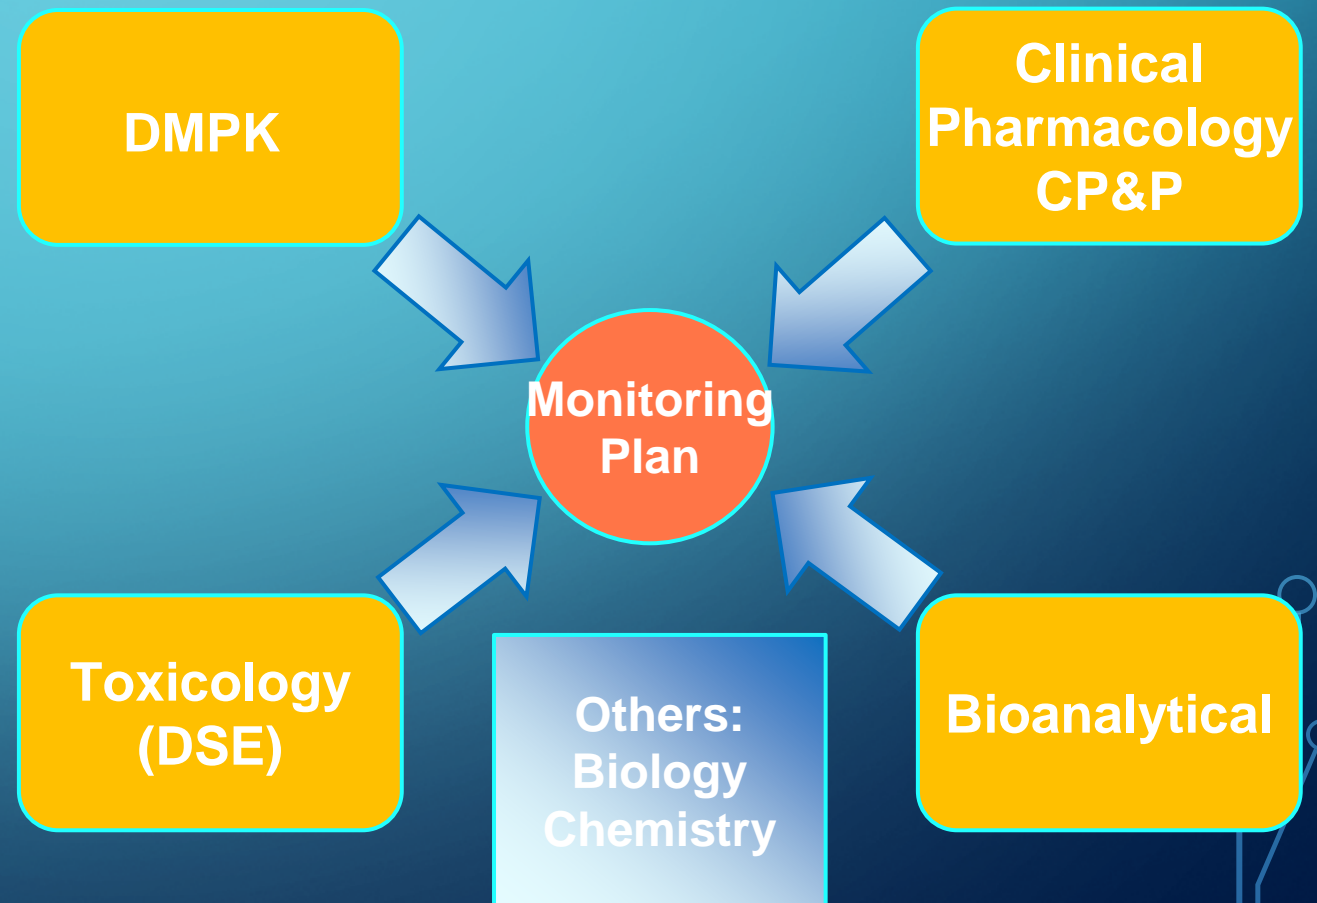 DMPK
Clinical
Pharmacology
CP&P
Monitoring
Plan
Toxicology
(DSE)
Others:
Biology
Chemistry
Bioanalytical